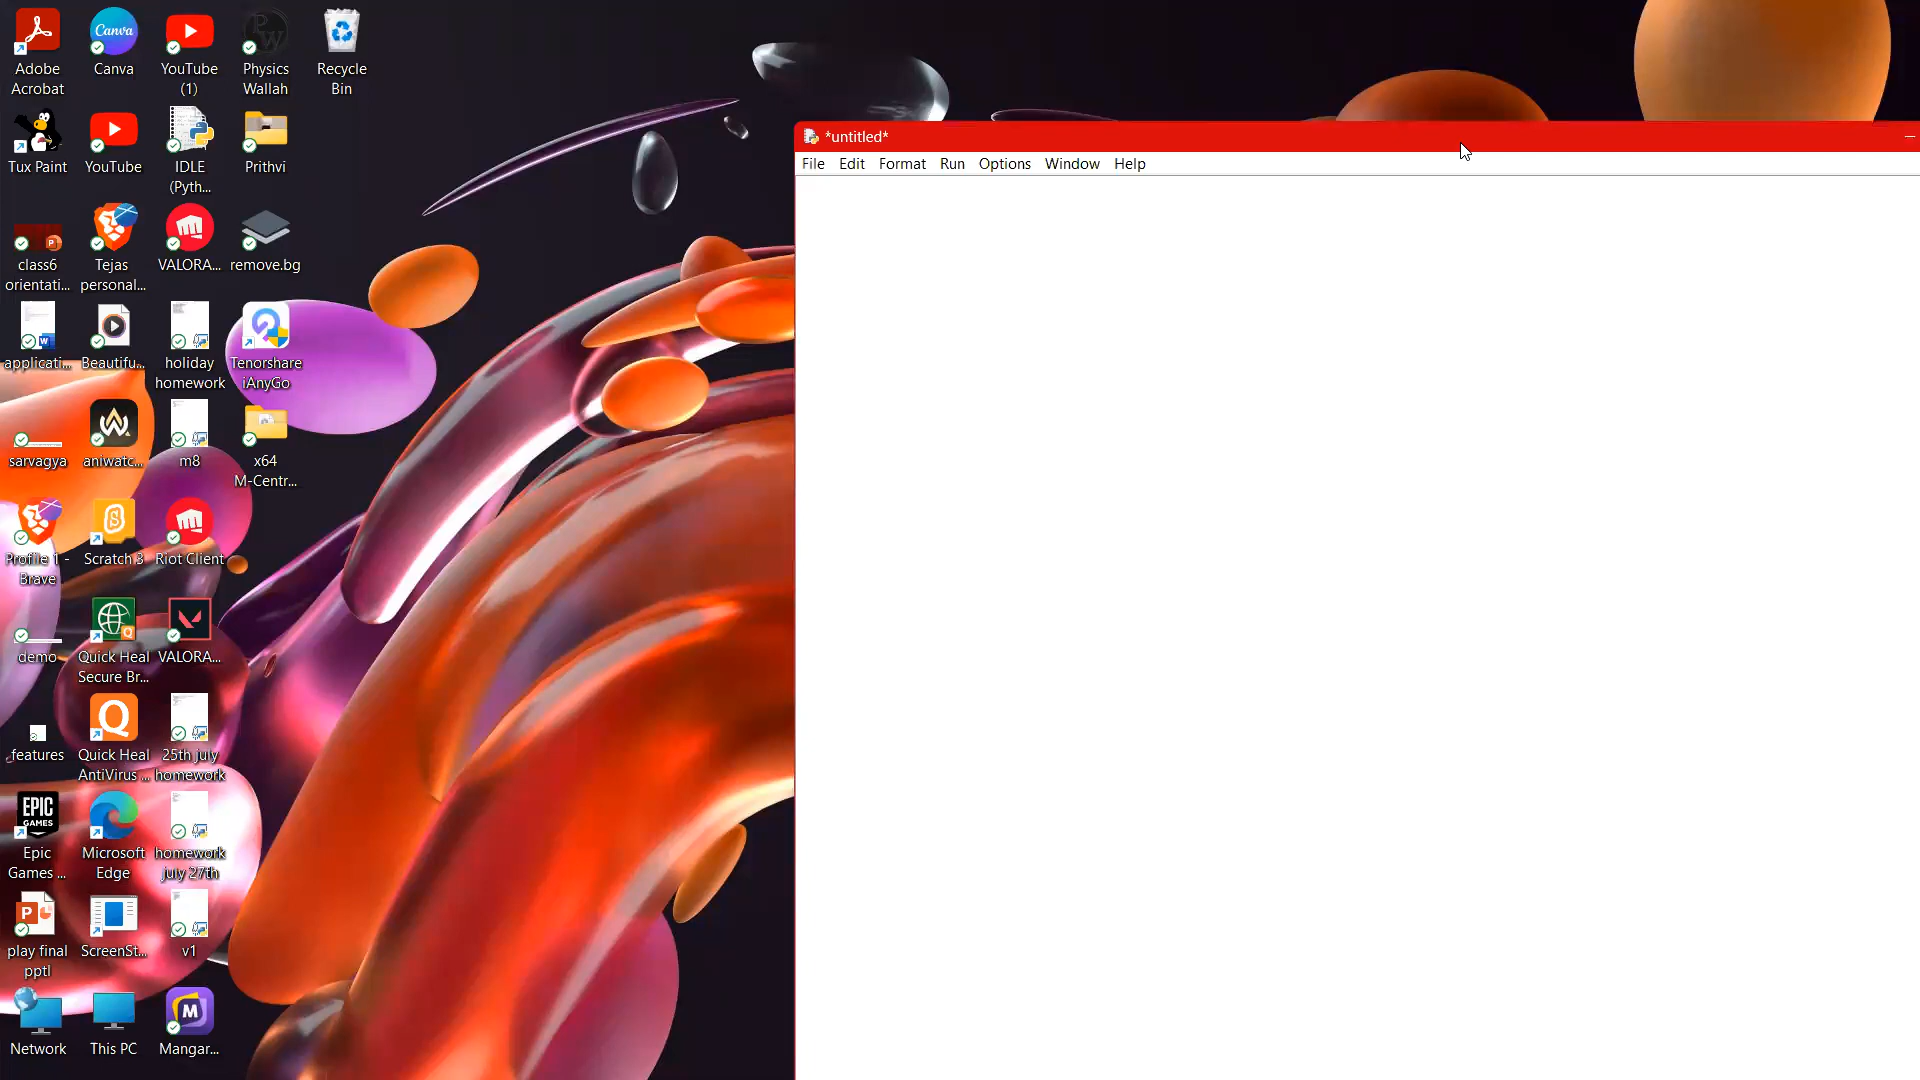 Adobe
Acrobat
Canva
YouTube
(1)
Physics
Wallah
Recycle
Bin
Tux Paint
YouTube
IDLE
(Pyth...
Prithvi
class6
orientati...
Tejas
personal...
VALORA...
remove.bg
applicati...
Beautifu...
holiday
homework
Tenorshare
iAnyGo
sarvagya
aniwatc...
m8
x64
M-Centr...
Profile 1 -
Brave
Scratch 3
Riot Client
demo
Quick Heal
Secure Br...
VALORA...
features
Quick Heal
AntiVirus ...
25th july
homework
EPIC
GAMES
Epic
Games ...
Microsoft
Edge
homework
july 27th
play final
pptl
ScreenSt...
v1
Network
This PC
Mangar...
*untitled*
File Edit Format Run Options Window Help